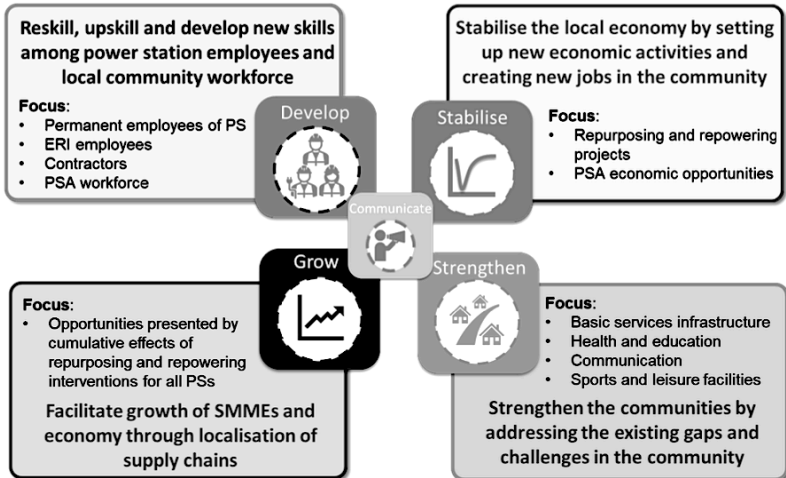 Reskill, upskill and develop new skills
among power station employees and
local community workforce
Focus:
• Permanent employees of PS
• ERI employees
• Contractors
• PSA workforce
Develop
Stabilise the local economy by setting
up new economic activities and
creating new jobs in the community
Stabilise
Focus:
• Repurposing and repowering
projects
• PSA economic opportunities
Communicate
Grow
Focus:
• Opportunities presented by
cumulative effects of
repurposing and repowering
interventions for all PSs
Facilitate growth of SMMEs and
economy through localisation of
supply chains
Strengthen
Focus:
• Basic services infrastructure
• Health and education
• Communication
• Sports and leisure facilities
Strengthen the communities by
addressing the existing gaps and
challenges in the community